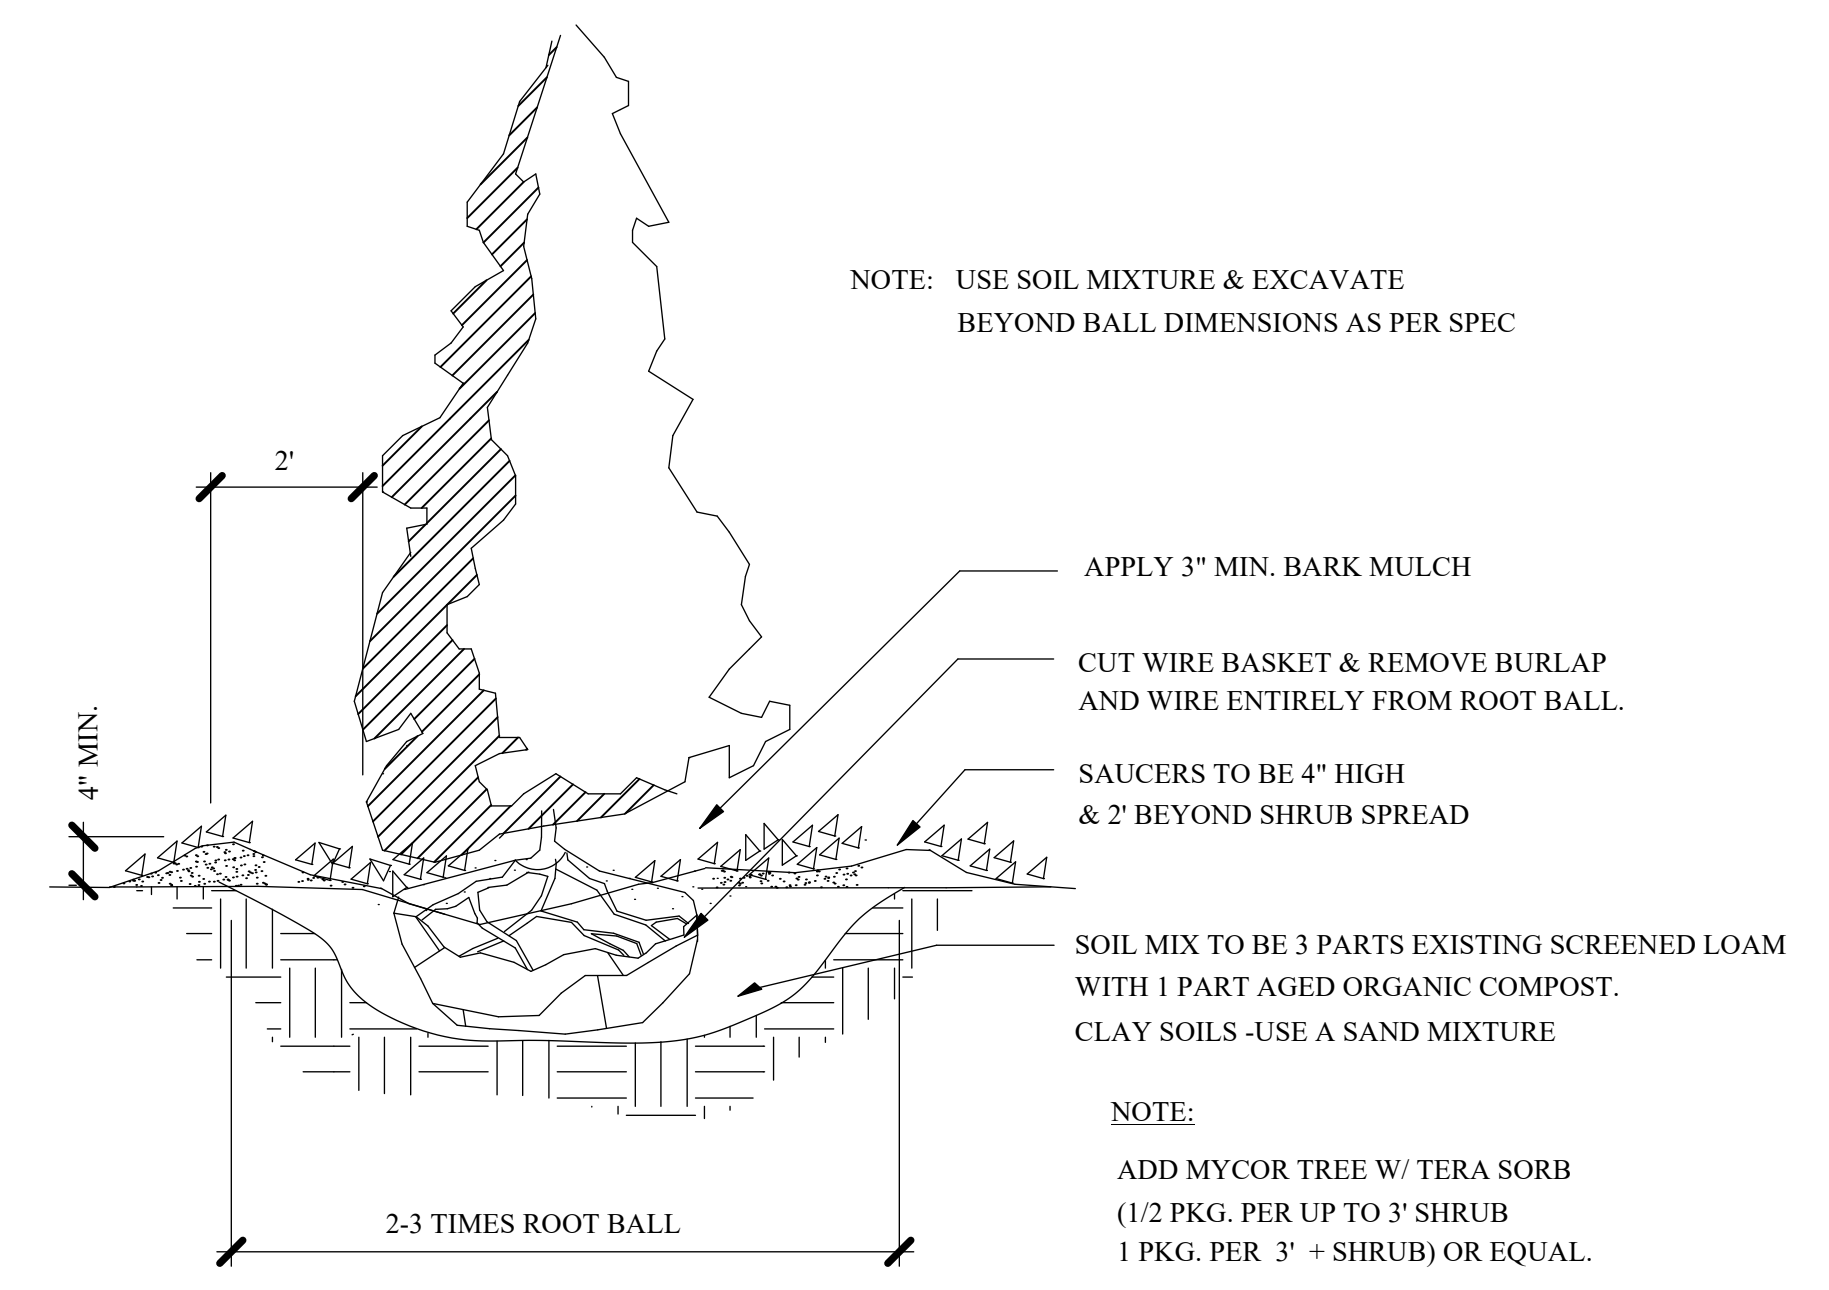 NOTE: USE SOIL MIXTURE & EXCAVATE
BEYOND BALL DIMENSIONS AS PER SPEC
2'
APPLY 3" MIN. BARK MULCH
CUT WIRE BASKET & REMOVE BURLAP
AND WIRE ENTIRELY FROM ROOT BALL.
4" MIN.
SAUCERS TO BE 4" HIGH
& 2' BEYOND SHRUB SPREAD
SOIL MIX TO BE 3 PARTS EXISTING SCREENED LOAM
WITH 1 PART AGED ORGANIC COMPOST.
CLAY SOILS -USE A SAND MIXTURE
NOTE:
ADD MYCOR TREE W/ TERA SORB
(1/2 PKG. PER UP TO 3' SHRUB
1 PKG. PER 3' + SHRUB) OR EQUAL.
2-3 TIMES ROOT BALL